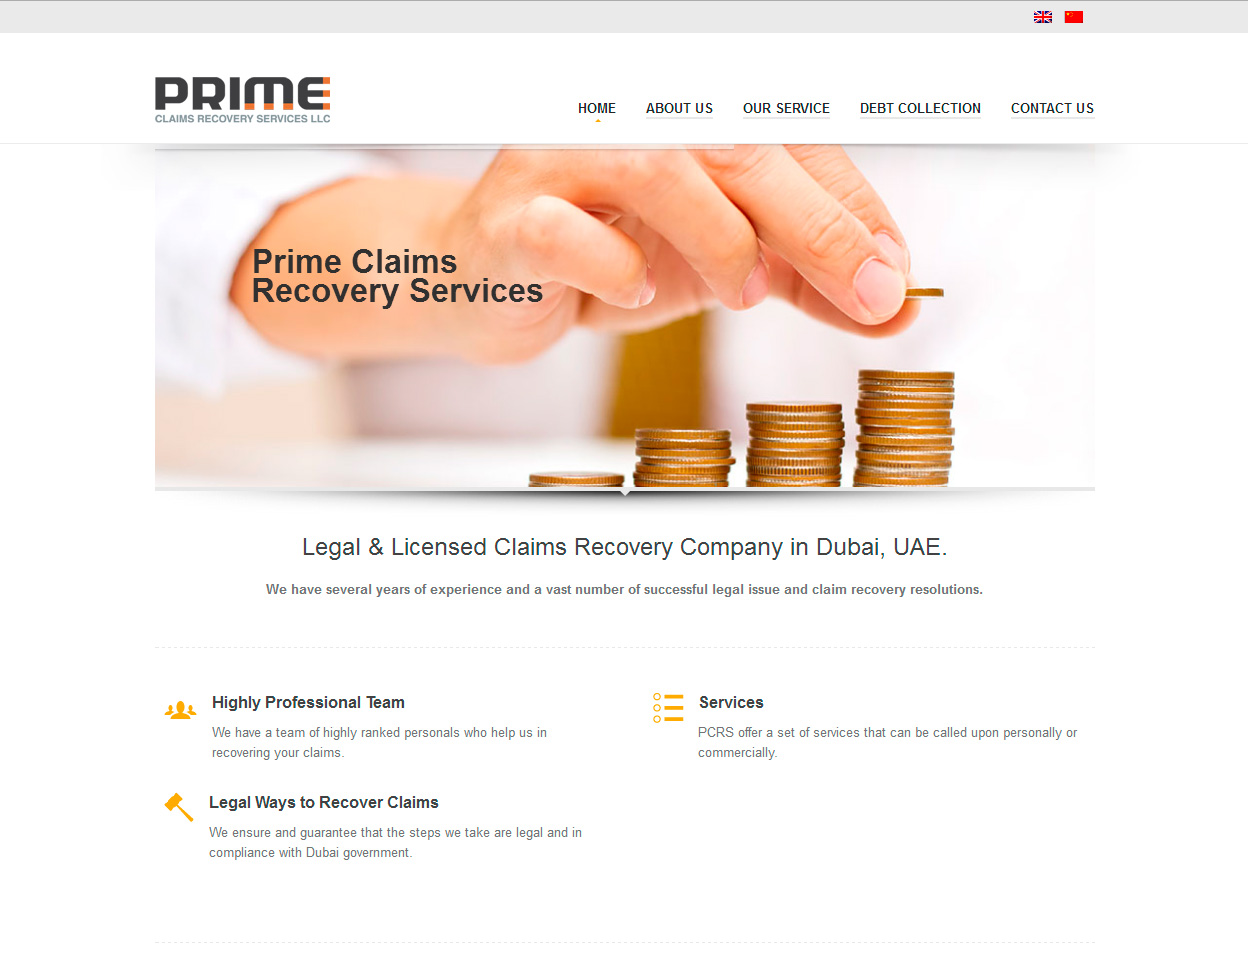 PRIME
CLAIMS RECOVERY SERVICES LLC
HOME
ABOUT US
OUR SERVICE
DEBT COLLECTION
CONTACT US
Prime Claims
Recovery Services
Legal & Licensed Claims Recovery Company in Dubai, UAE.
We have several years of experience and a vast number of successful legal issue and claim recovery resolutions.
Highly Professional Team
We have a team of highly ranked personals who help us in
recovering your claims.
Services
PCRS offer a set of services that can be called upon personally or
commercially.
Legal Ways to Recover Claims
We ensure and guarantee that the steps we take are legal and in
compliance with Dubai government.